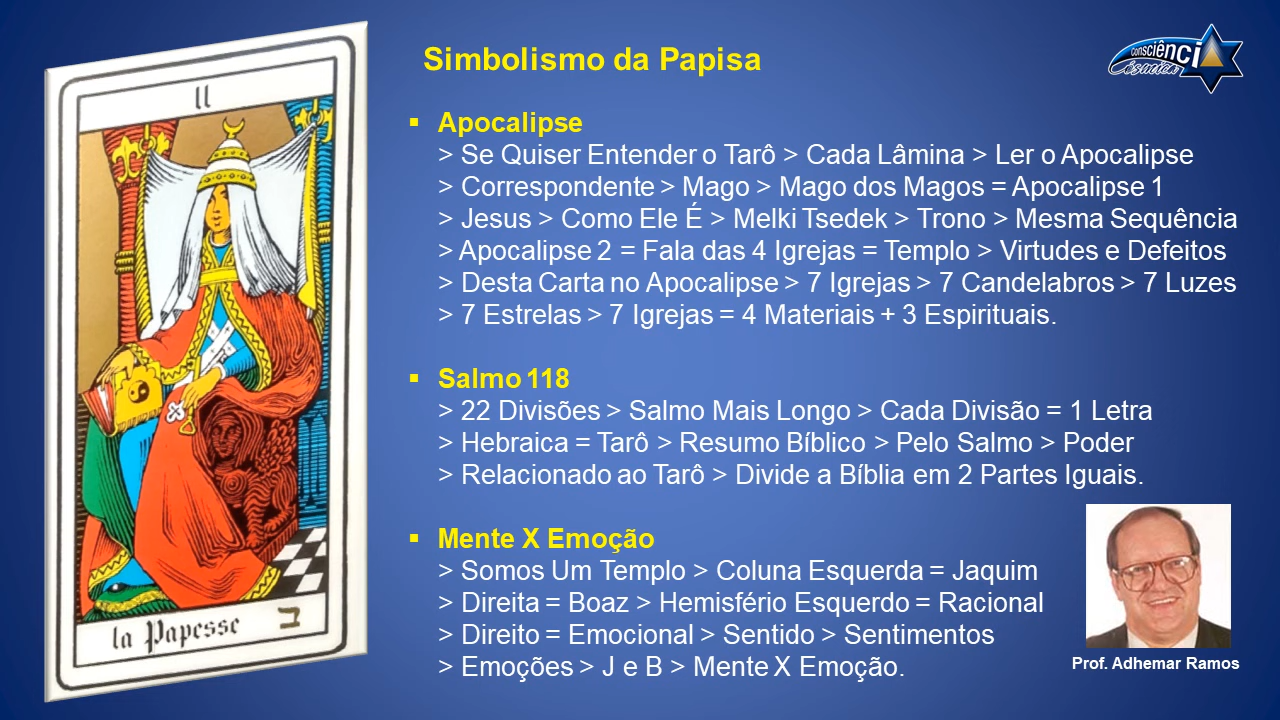 II
la Papesse ב
Simbolismo da Papisa
consciênci
Cósmica
▪ Apocalipse
> Se Quiser Entender o Tarô > Cada Lâmina > Ler o Apocalipse
> Correspondente > Mago > Mago dos Magos = Apocalipse 1
> Jesus > Como Ele É > Melki Tsedek > Trono > Mesma Sequência
> Apocalipse 2 = Fala das 4 Igrejas = Templo > Virtudes e Defeitos
> Desta Carta no Apocalipse > 7 Igrejas > 7 Candelabros > 7 Luzes
> 7 Estrelas > 7 Igrejas = 4 Materiais + 3 Espirituais.
▪ Salmo 118
> 22 Divisões > Salmo Mais Longo > Cada Divisão = 1 Letra
> Hebraica = Tarô > Resumo Bíblico > Pelo Salmo > Poder
> Relacionado ao Tarô > Divide a Bíblia em 2 Partes Iguais.
▪ Mente X Emoção
> Somos Um Templo > Coluna Esquerda = Jaquim
> Direita = Boaz > Hemisfério Esquerdo = Racional
> Direito = Emocional > Sentido > Sentimentos
> Emoções > J e B > Mente X Emoção.
Prof. Adhemar Ramos